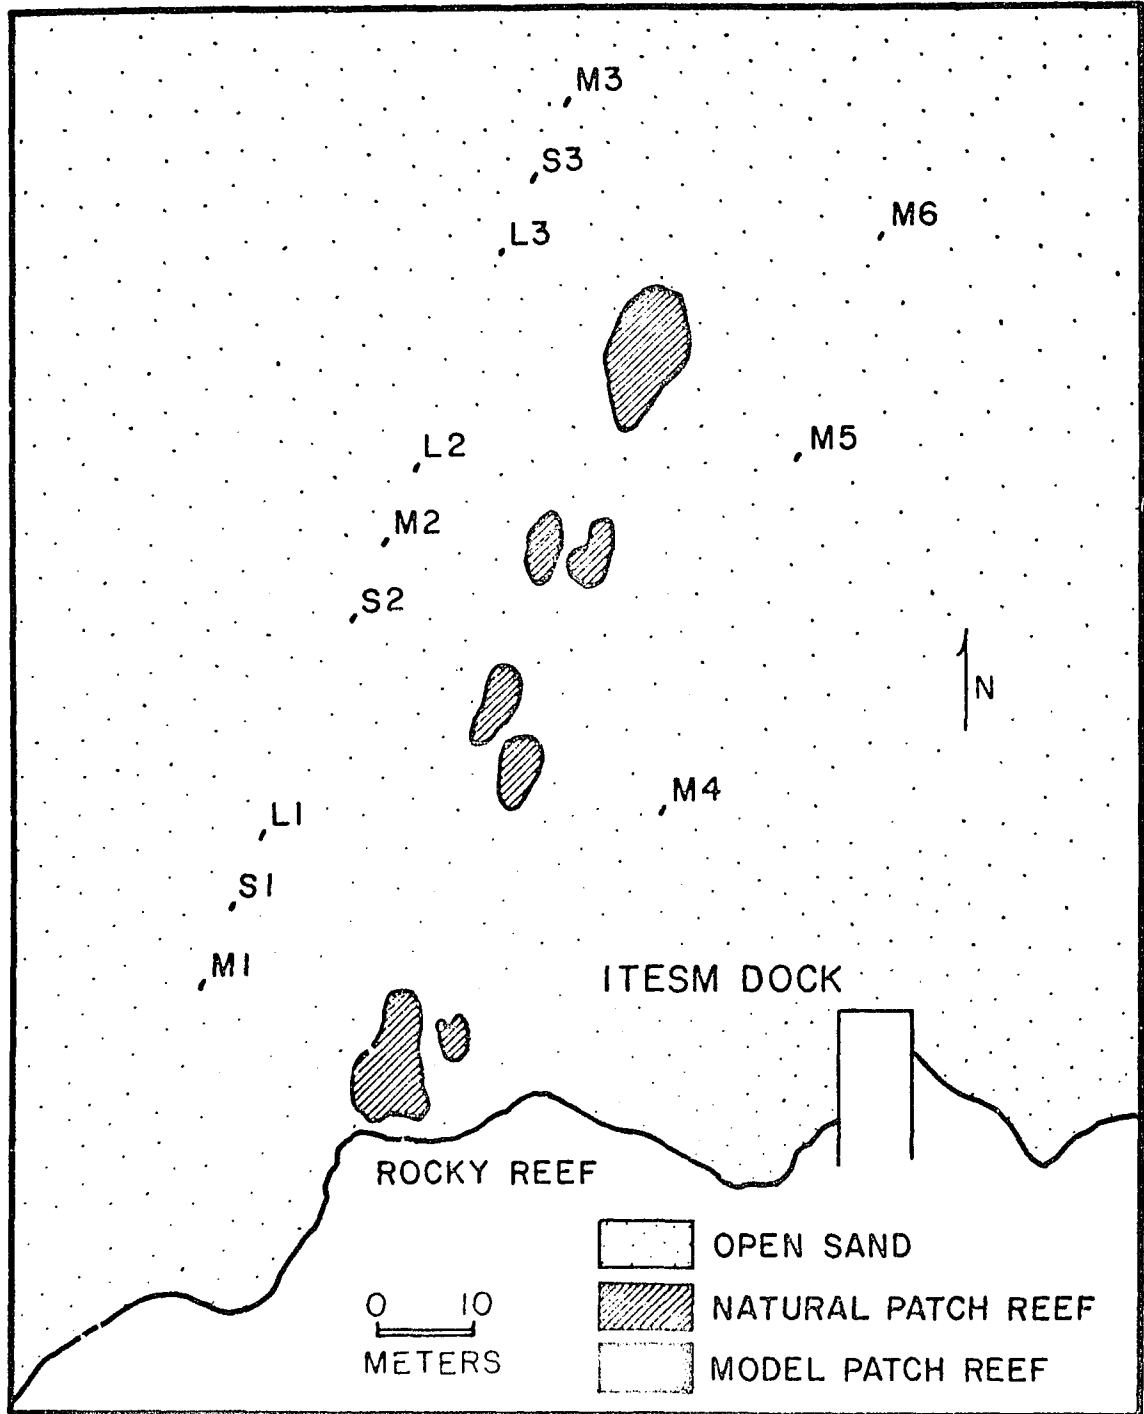 M3
S3
M6
L3
M5
L2
M2
S2
N
M4
L1
S1
M1
ITESM DOCK
ROCKY REEF
OPEN SAND
0 10
NATURAL PATCH REEF
METERS
MODEL PATCH REEF